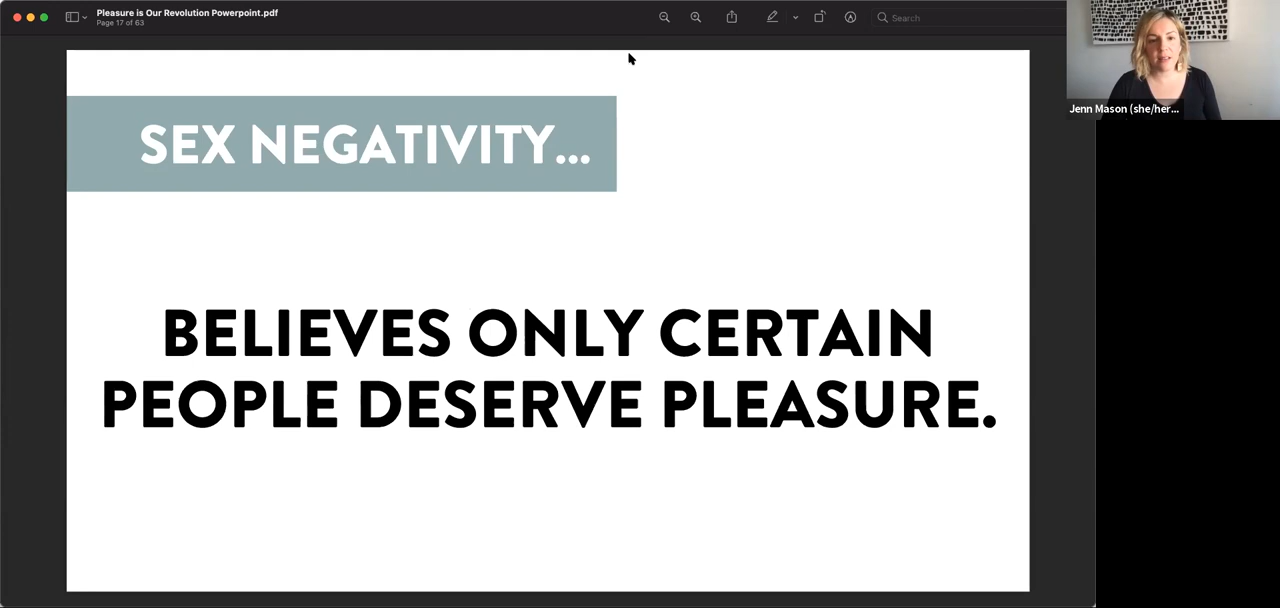 Pleasure is Our Revolution Powerpoint.pdf
Page 17 of 63
Search
Jenn Mason (she/her...
SEX NEGATIVITY...
BELIEVES ONLY CERTAIN
PEOPLE DESERVE PLEASURE.